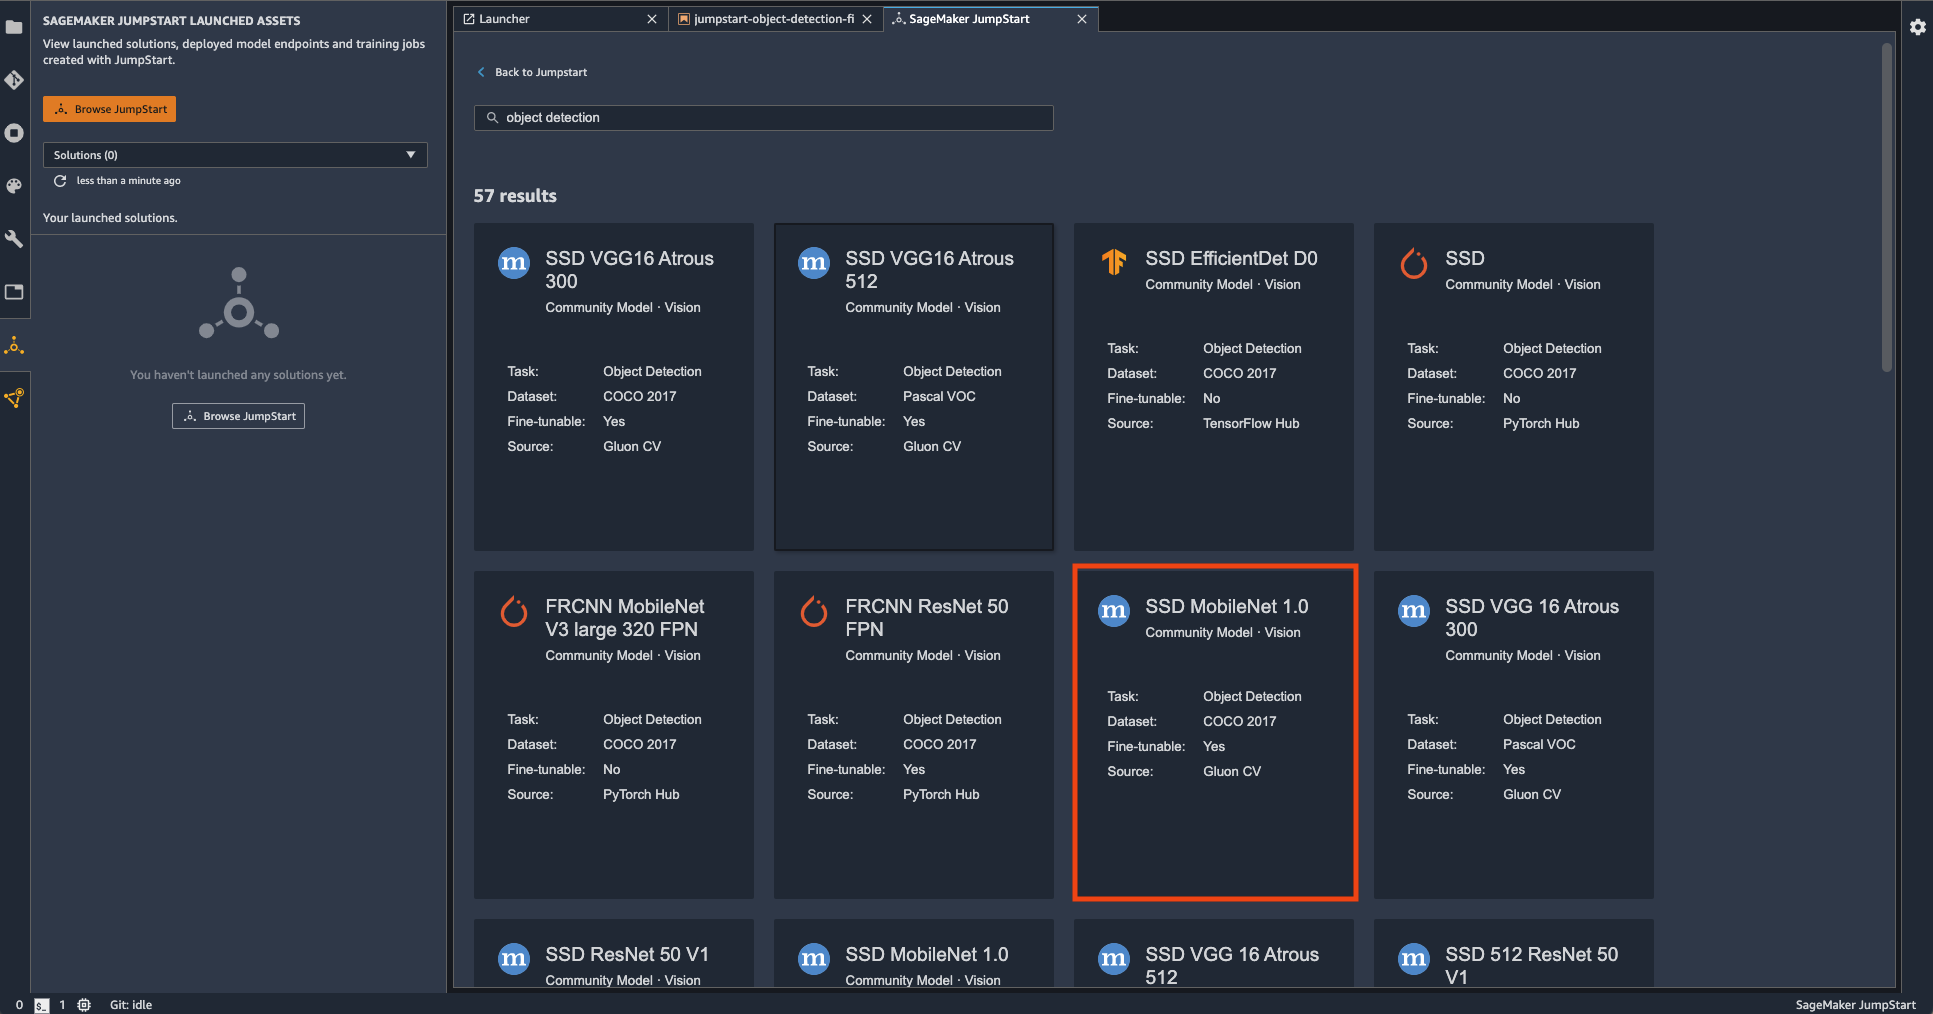 SAGEMAKER JUMPSTART LAUNCHED ASSETS
View launched solutions, deployed model endpoints and training jobs
created with JumpStart.
Browse JumpStart
Solutions (0)
less than a minute ago
Your launched solutions.
You haven't launched any solutions yet.
Browse JumpStart
Launcher
jumpstart-object-detection-fi
SageMaker JumpStart
Back to Jumpstart
object detection
57 results
m
SSD VGG16 Atrous
300
Community Model · Vision
Task: Object Detection
Dataset: COCO 2017
Fine-tunable: Yes
Source: Gluon CV
m
SSD VGG16 Atrous
512
Community Model · Vision
Task: Object Detection
Dataset: Pascal VOC
Fine-tunable: Yes
Source: Gluon CV
SSD EfficientDet D0
Community Model · Vision
Task: Object Detection
Dataset: COCO 2017
Fine-tunable: No
Source: TensorFlow Hub
SSD
Community Model · Vision
Task: Object Detection
Dataset: COCO 2017
Fine-tunable: No
Source: PyTorch Hub
FRCNN MobileNet
V3 large 320 FPN
Community Model · Vision
Task: Object Detection
Dataset: COCO 2017
Fine-tunable: No
Source: PyTorch Hub
FRCNN ResNet 50
FPN
Community Model · Vision
Task: Object Detection
Dataset: COCO 2017
Fine-tunable: Yes
Source: PyTorch Hub
m
SSD MobileNet 1.0
Community Model · Vision
Task: Object Detection
Dataset: COCO 2017
Fine-tunable: Yes
Source: Gluon CV
m
SSD VGG 16 Atrous
300
Community Model · Vision
Task: Object Detection
Dataset: Pascal VOC
Fine-tunable: Yes
Source: Gluon CV
m
SSD ResNet 50 V1
Community Model · Vision
m
SSD MobileNet 1.0
Community Model · Vision
m
SSD VGG 16 Atrous
512
m
SSD 512 ResNet 50
V1
0 $_ 1 Git: idle
SageMaker JumpStart